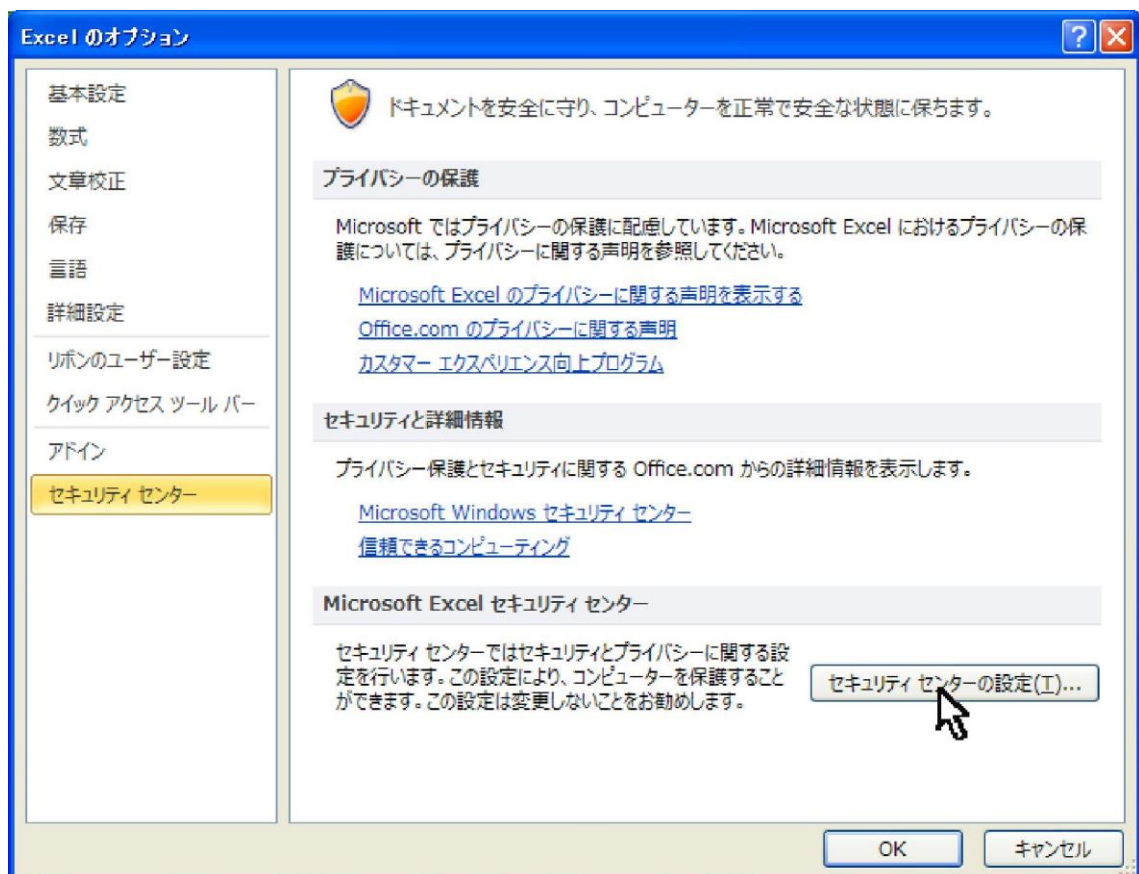 Excel のオプション
基本設定
数式
文章校正
保存
言語
詳細設定
リボンのユーザー設定
クイック アクセス ツール バー
アドイン
セキュリティ センター
ドキュメントを安全に守り、コンピューターを正常で安全な状態に保ちます。
プライバシーの保護
Microsoft ではプライバシーの保護に配慮しています。Microsoft Excel におけるプライバシーの保
護については、プライバシーに関する声明を参照してください。
Microsoft Excel のプライバシーに関する声明を表示する
Office.com のプライバシーに関する声明
カスタマー エクスペリエンス向上プログラム
セキュリティと詳細情報
プライバシー保護とセキュリティに関する Office.com からの詳細情報を表示します。
Microsoft Windows セキュリティ センター
信頼できるコンピューティング
Microsoft Excel セキュリティ センター
セキュリティ センターではセキュリティとプライバシーに関する設
定を行います。この設定により、コンピューターを保護すること
ができます。この設定は変更しないことをお勧めします。
セキュリティ センターの設定(T)...
OK
キャンセル